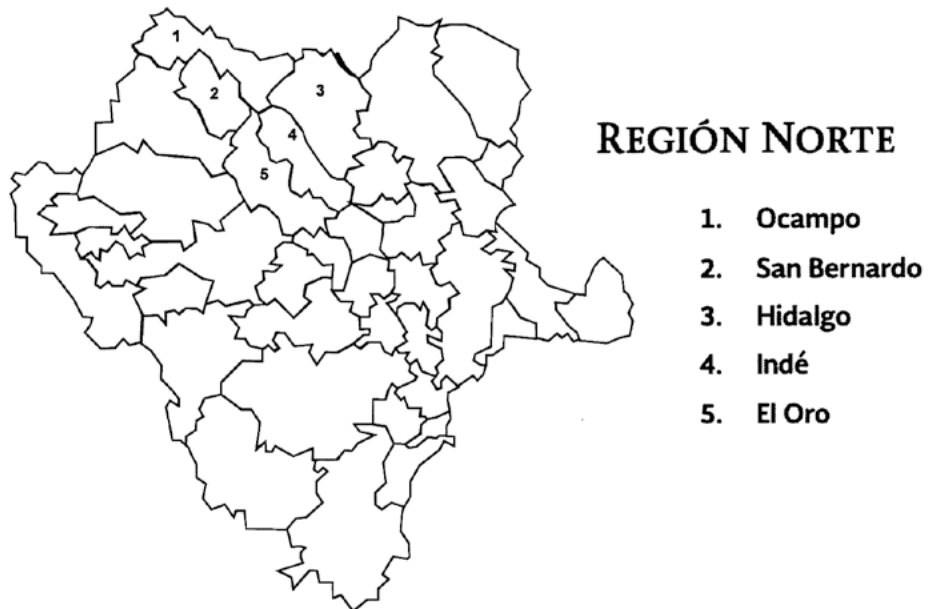 1
2
3
4
5
REGIÓN NORTE
1. Ocampo
2. San Bernardo
3. Hidalgo
4. Indé
5. El Oro